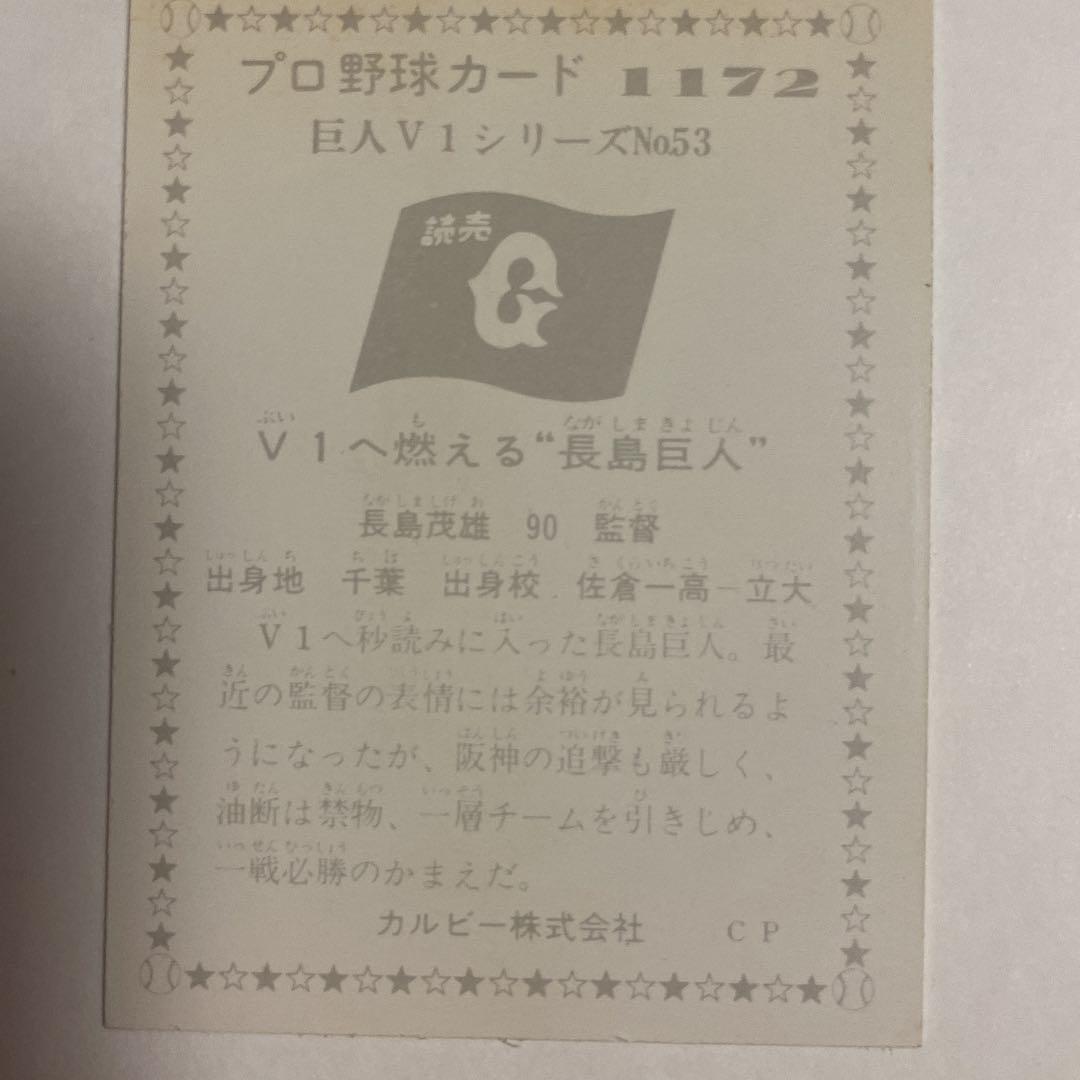 プロ野球カード 1172
巨人V1シリーズNo.53
読売
G
V1へ燃える“長島巨人”
長島茂雄 90 監督
出身地 千葉 出身校 佐倉一高―立大
V1へ秒読みに入った長島巨人。最
近の監督の表情には余裕が見られるよ
うになったが、阪神の追撃も厳しく、
油断は禁物、一層チームを引きじめ、
一戦必勝のかまえだ。
カルビー株式会社 CP